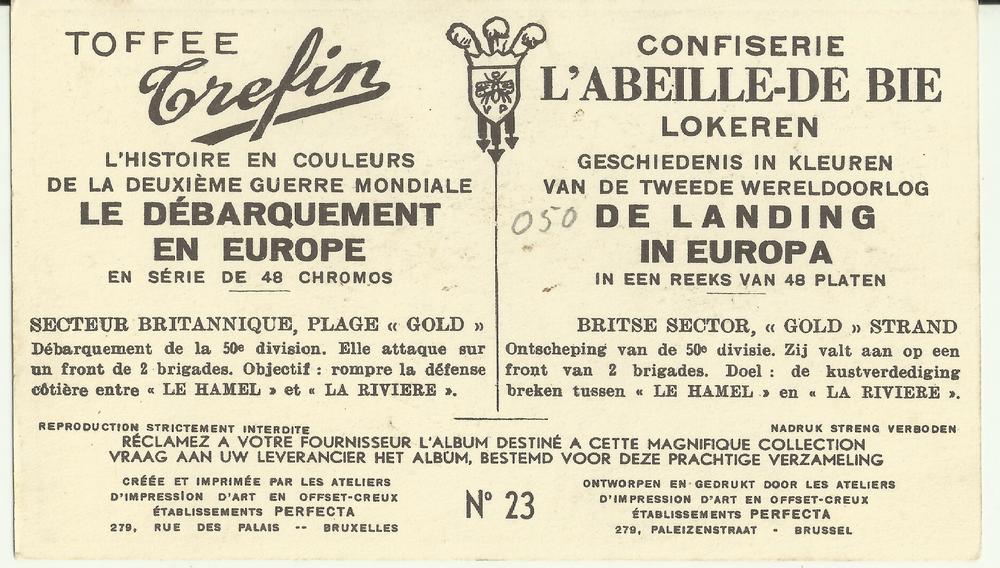 TOFFEE
Trefin
L'HISTOIRE EN COULEURS
DE LA DEUXIÈME GUERRE MONDIALE
LE DÉBARQUEMENT
EN EUROPE
EN SÉRIE DE 48 CHROMOS
SECTEUR BRITANNIQUE, PLAGE « GOLD »
Débarquement de la 50e division. Elle attaque sur
un front de 2 brigades. Objectif : rompre la défense
côtière entre « LE HAMEL » et « LA RIVIERE ».
V D
CONFISERIE
L'ABEILLE-DE BIE
LOKEREN
GESCHIEDENIS IN KLEUREN
VAN DE TWEEDE WERELDOORLOG
050
DE LANDING
IN EUROPA
IN EEN REEKS VAN 48 PLATEN
BRITSE SECTOR, « GOLD » STRAND
Ontscheping van de 50e divisie. Zij valt aan op een
front van 2 brigades. Doel : de kustverdediging
breken tussen « LE HAMEL » en « LA RIVIERE ».
REPRODUCTION STRICTEMENT INTERDITE
NADRUK STRENG VERBODEN
RÉCLAMEZ A VOTRE FOURNISSEUR L'ALBUM DESTINÉ A CETTE MAGNIFIQUE COLLECTION
VRAAG AAN UW LEVERANCIER HET ALBUM, BESTEMD VOOR DEZE PRACHTIGE VERZAMELING
CRÉÉE ET IMPRIMÉE PAR LES ATELIERS
D'IMPRESSION D'ART EN OFFSET-CREUX
ÉTABLISSEMENTS PERFECTA
279, RUE DES PALAIS -- BRUXELLES
Nº 23
ONTWORPEN EN GEDRUKT DOOR LES ATELIERS
D'IMPRESSION D'ART EN OFFSET-CREUX
ÉTABLISSEMENTS PERFECTA
279, PALEIZENSTRAAT - BRUSSEL